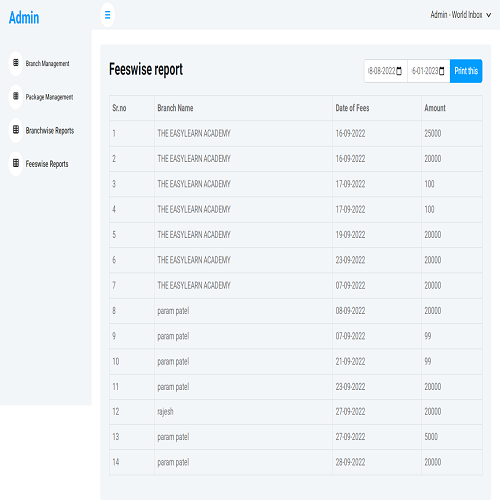 Admin
Admin - World Inbox
Branch Management
Package Management
Branchwise Reports
Feeswise Reports
Feeswise report
-08-2022 -01-2023 Print this
Sr.no Branch Name Date of Fees Amount
1 THE EASYLEARN ACADEMY 16-09-2022 25000
2 THE EASYLEARN ACADEMY 16-09-2022 20000
3 THE EASYLEARN ACADEMY 17-09-2022 100
4 THE EASYLEARN ACADEMY 17-09-2022 100
5 THE EASYLEARN ACADEMY 19-09-2022 20000
6 THE EASYLEARN ACADEMY 23-09-2022 20000
7 THE EASYLEARN ACADEMY 07-09-2022 20000
8 param patel 08-09-2022 20000
9 param patel 07-09-2022 99
10 param patel 21-09-2022 99
11 param patel 23-09-2022 20000
12 rajesh 27-09-2022 20000
13 param patel 27-09-2022 5000
14 param patel 28-09-2022 20000